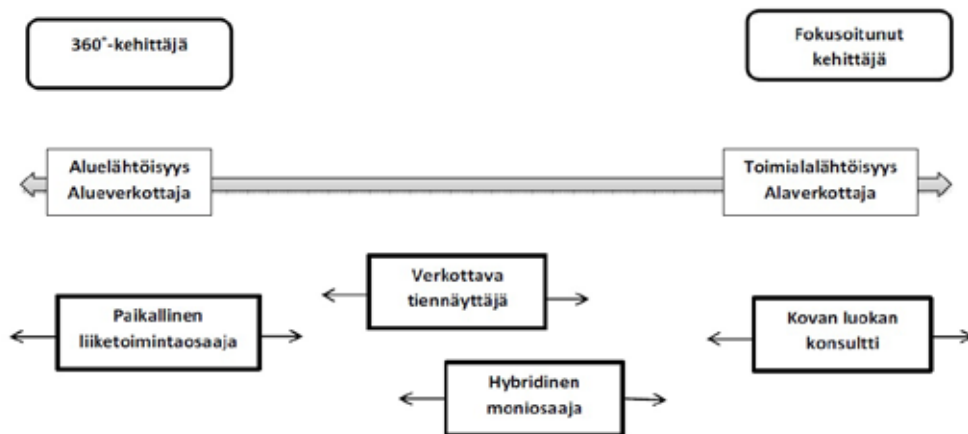 360°-kehittäjä
Fokusoitunut
kehittäjä
Aluelähtöisyys
Alueverkottaja
Toimialalähtöisyys
Alaverkottaja
Verkottava
tiennäyttäjä
Paikallinen
liiketoimintaosaaja
Kovan luokan
konsultti
Hybridinen
moniosaaja